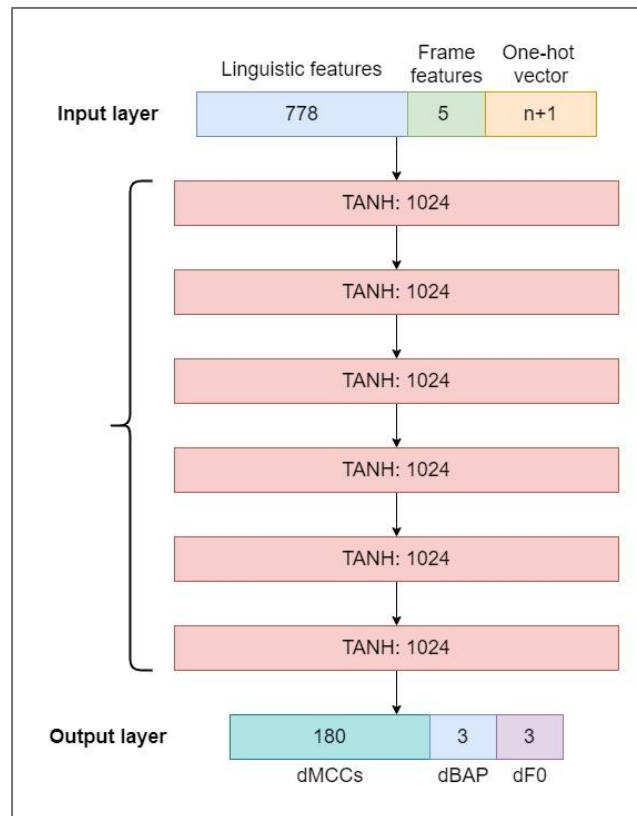 Linguistic features
Frame
features
One-hot
vector
Input layer
778
5
n+1
TANH: 1024
TANH: 1024
TANH: 1024
TANH: 1024
TANH: 1024
TANH: 1024
Output layer
180
3
3
dMCCs
dBAP
dF0